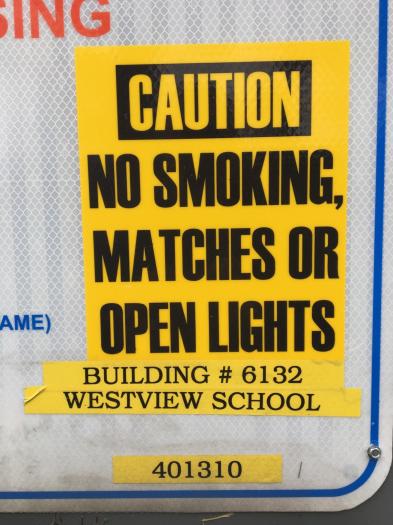 SING
CAUTION
NO SMOKING,
MATCHES OR
OPEN LIGHTS
AME)
BUILDING # 6132
WESTVIEW SCHOOL
401310